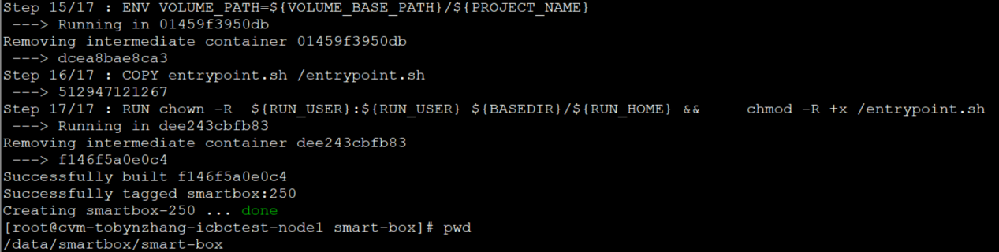 Step 15/17 : ENV VOLUME_PATH=${VOLUME_BASE_PATH}/${PROJECT_NAME}
 ---> Running in 01459f3950db
Removing intermediate container 01459f3950db
 ---> dcea8bae8ca3
Step 16/17 : COPY entrypoint.sh /entrypoint.sh
 ---> 512947121267
Step 17/17 : RUN chown -R  ${RUN_USER}:${RUN_USER} ${BASEDIR}/${RUN_HOME} &&     chmod -R +x /entrypoint.sh
 ---> Running in dee243cbfb83
Removing intermediate container dee243cbfb83
 ---> f146f5a0e0c4
Successfully built f146f5a0e0c4
Successfully tagged smartbox:250
Creating smartbox-250 ... done
[root@cvm-tobynzhang-icbctest-node1 smart-box]# pwd
/data/smartbox/smart-box